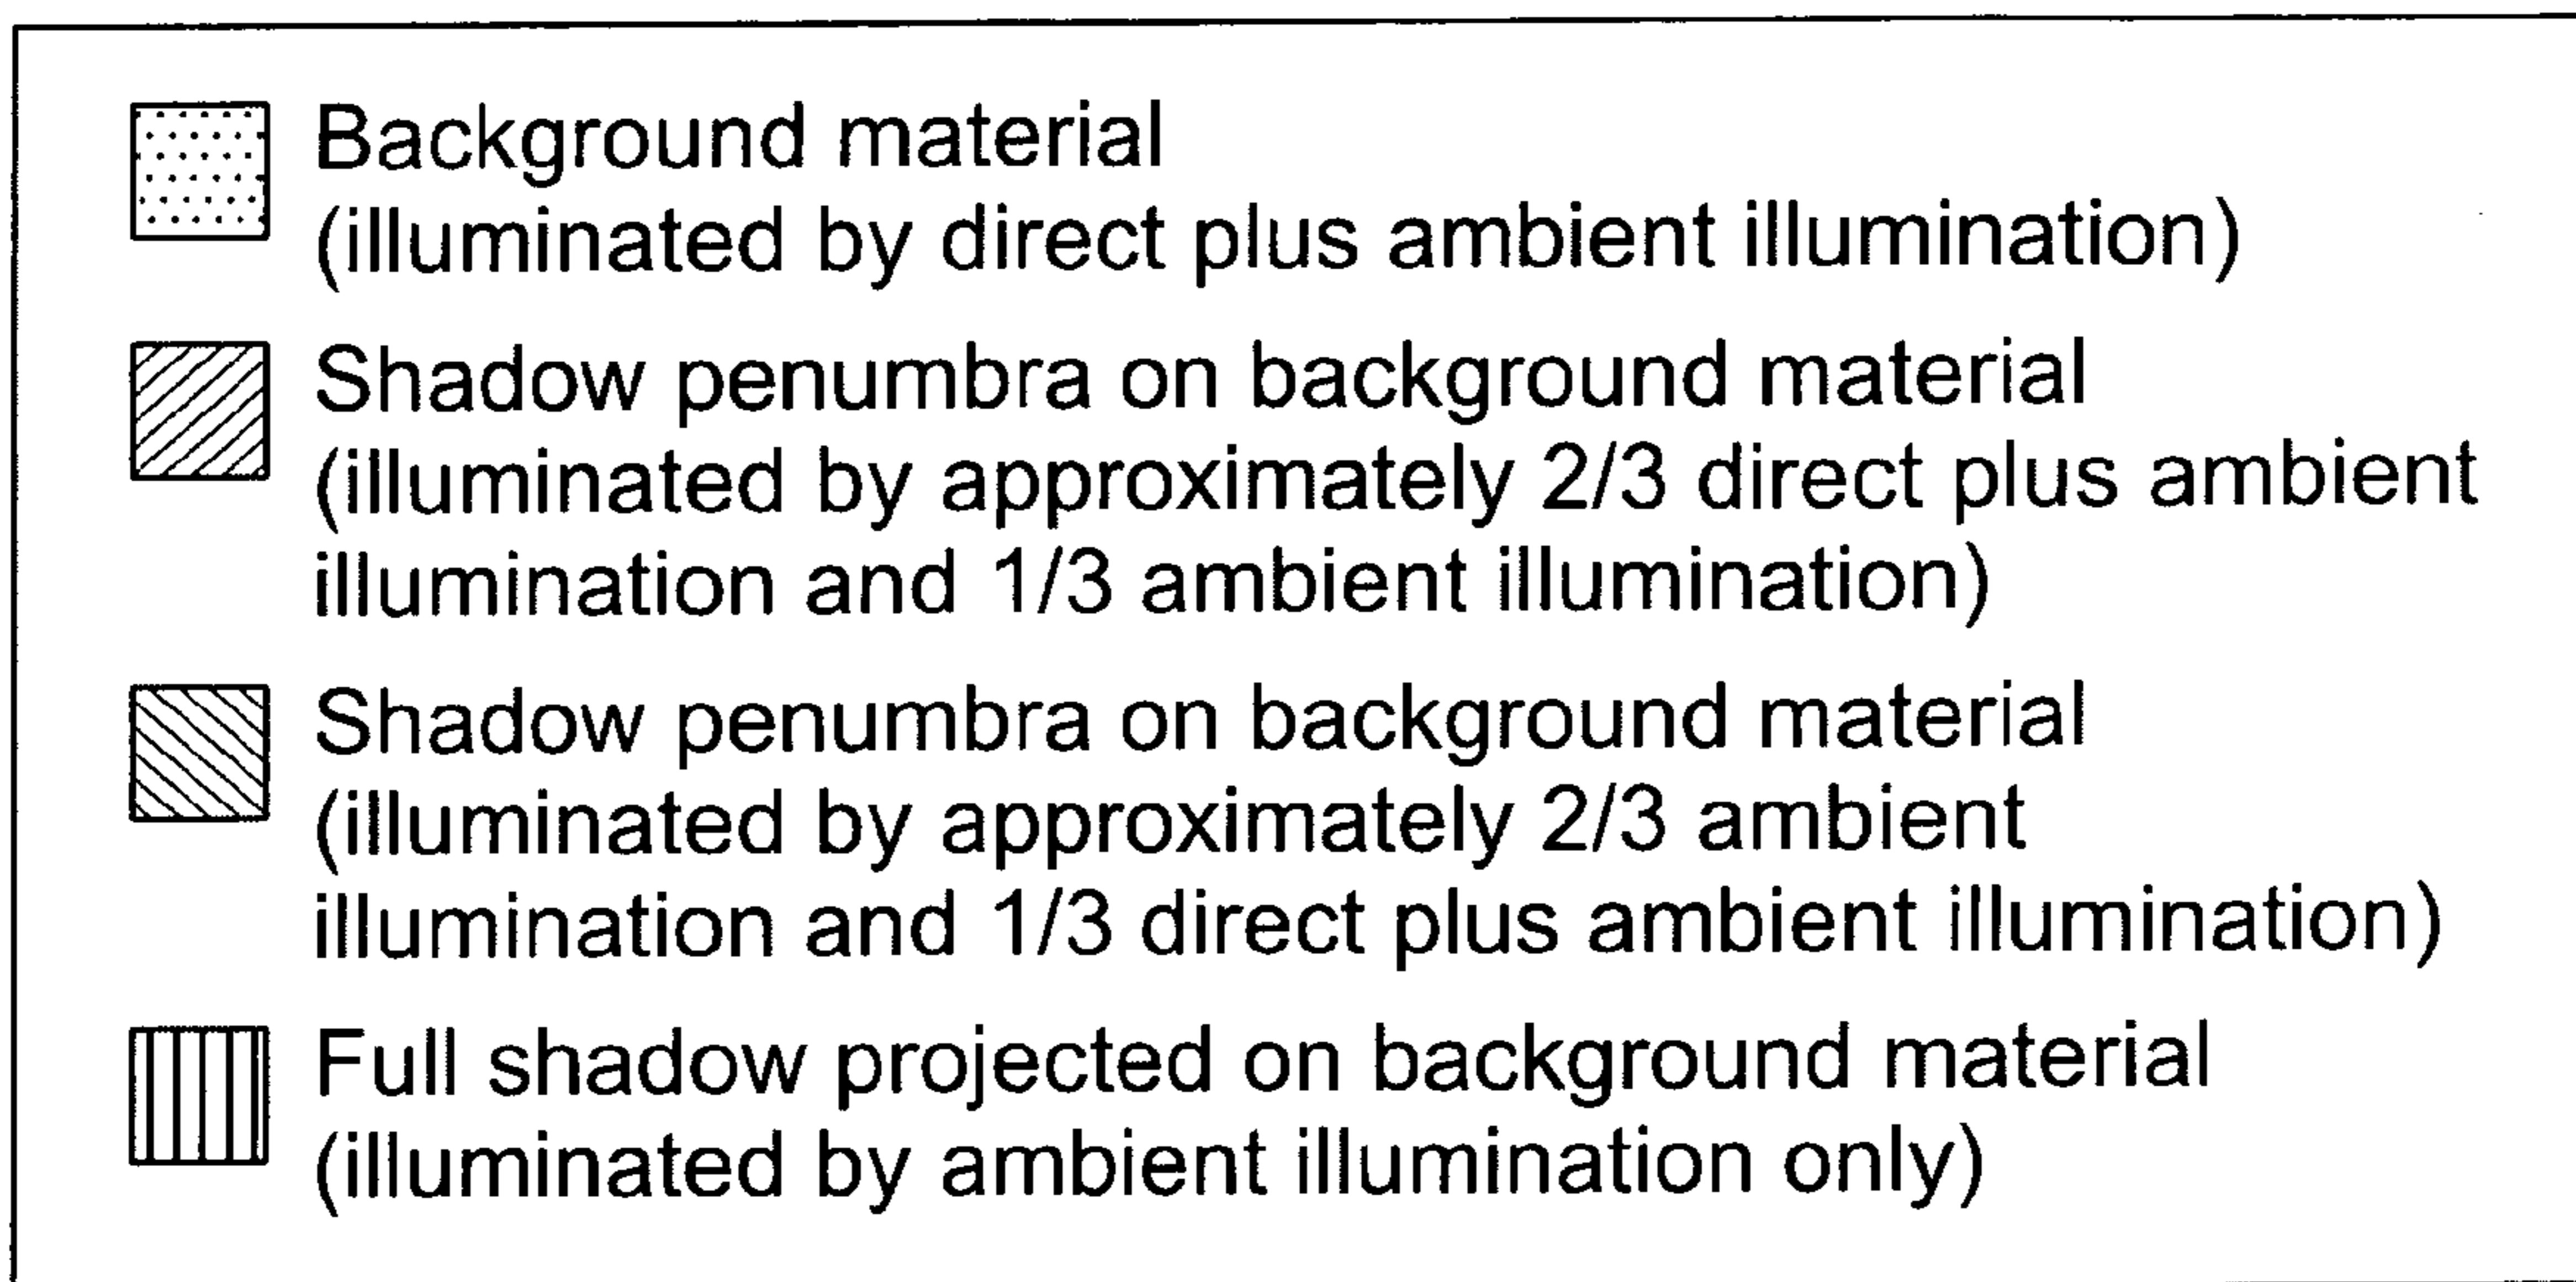 Background material
(illuminated by direct plus ambient illumination)
Shadow penumbra on background material
(illuminated by approximately 2/3 direct plus ambient
illumination and 1/3 ambient illumination)
Shadow penumbra on background material
(illuminated by approximately 2/3 ambient
illumination and 1/3 direct plus ambient illumination)
Full shadow projected on background material
(illuminated by ambient illumination only)